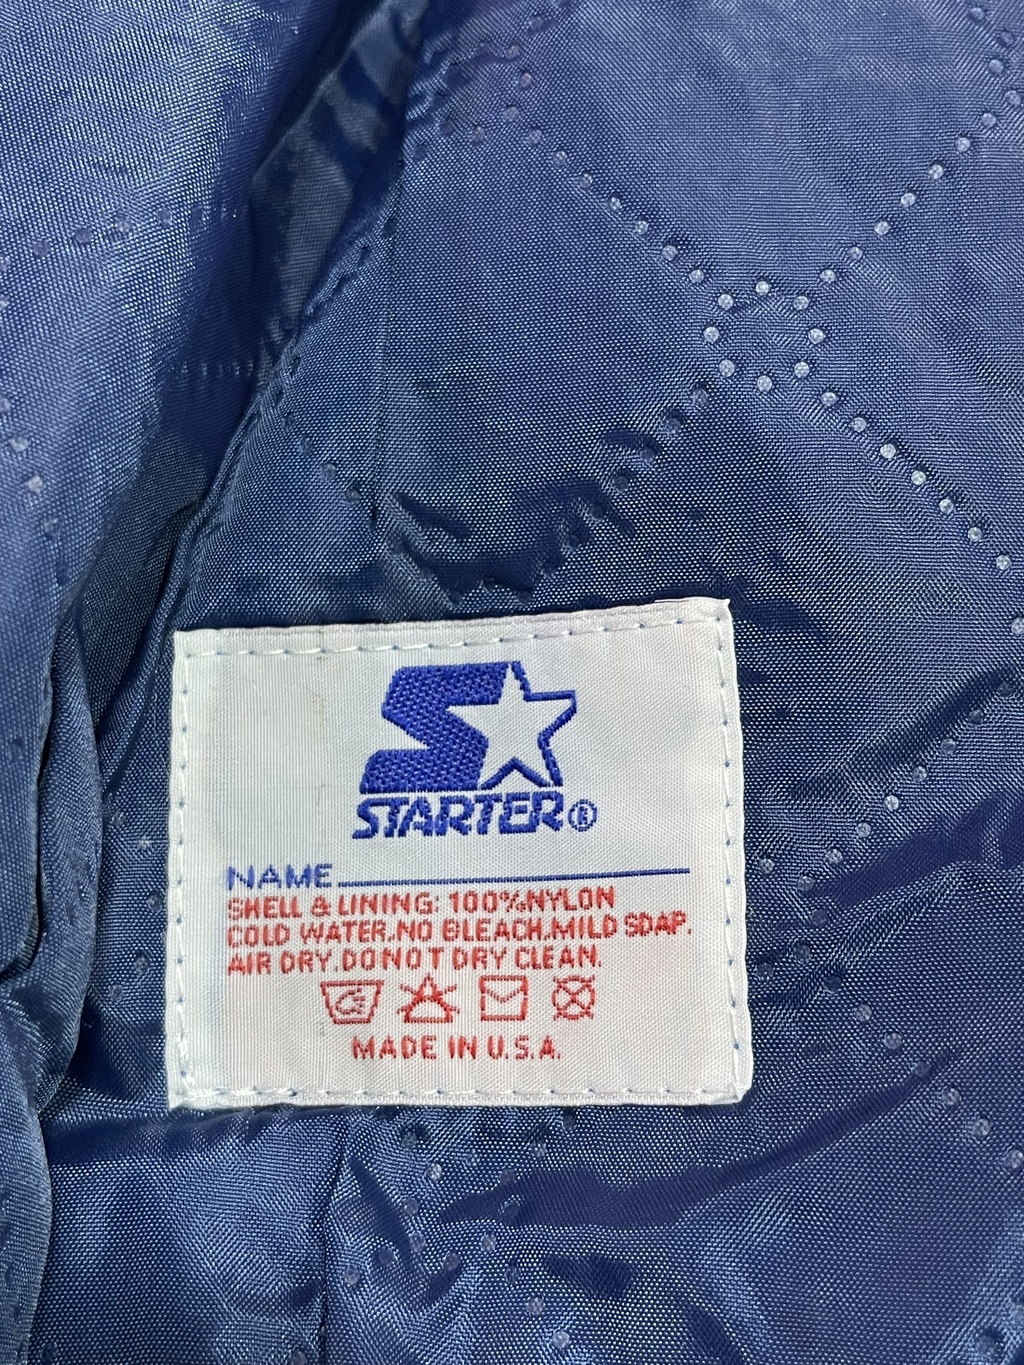 STARTER®
NAME
SHELL & LINING: 100% NYLON
COLD WATER. NO BLEACH. MILD SOAP.
AIR DRY. DO NOT DRY CLEAN.
MADE IN U.S.A.